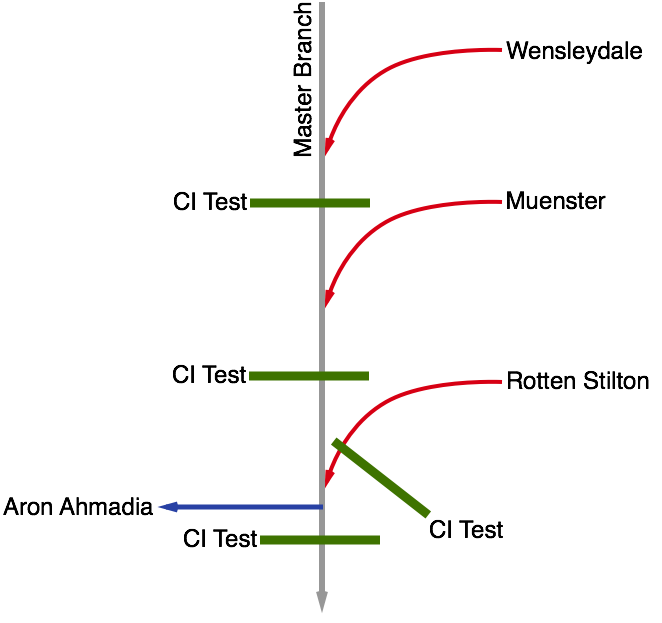 Master Branch
Wensleydale
CI Test
Muenster
CI Test
Rotten Stilton
Aron Ahmadia
CI Test
CI Test